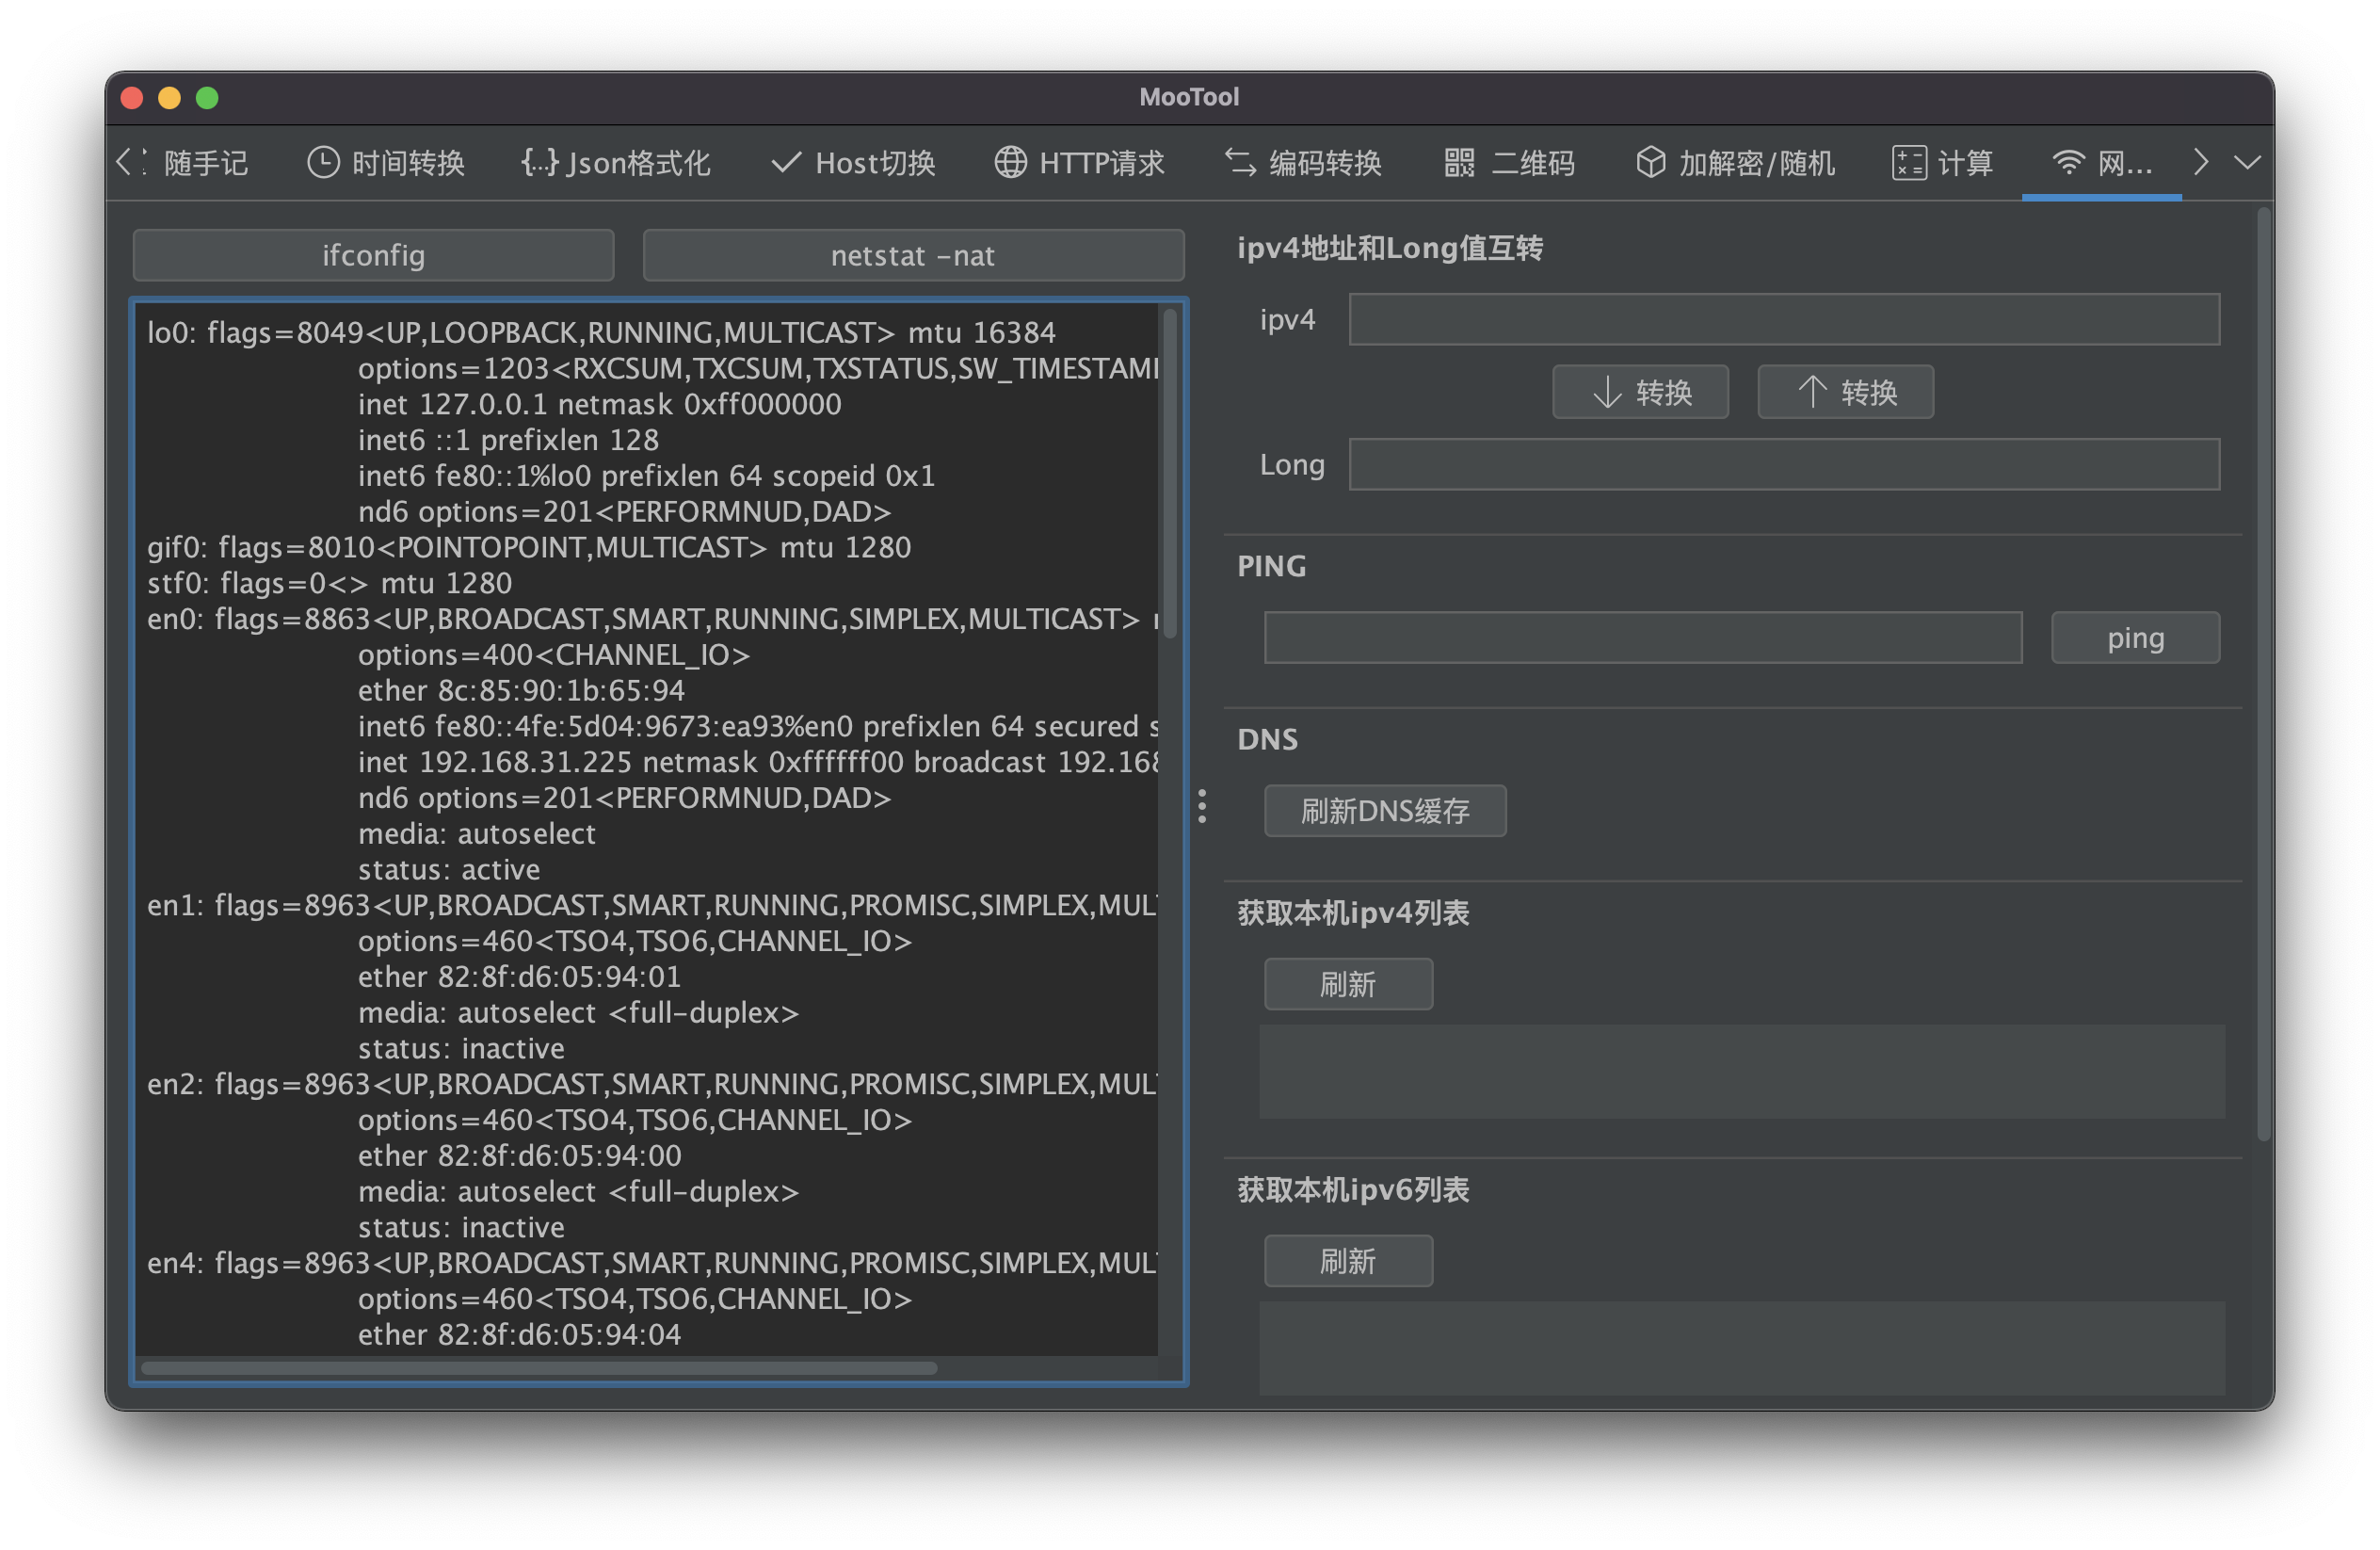 MooTool
随手记
时间转换
{...} Json格式化
Host切换
HTTP请求
编码转换
二维码
加解密/随机
计算
网...
ifconfig
netstat -nat
lo0: flags=8049<UP,LOOPBACK,RUNNING,MULTICAST> mtu 16384
options=1203<RXCSUM,TXCSUM,TXSTATUS,SW_TIMESTAM
inet 127.0.0.1 netmask 0xff000000
inet6 ::1 prefixlen 128
inet6 fe80::1%lo0 prefixlen 64 scopeid 0x1
nd6 options=201<PERFORMNUD,DAD>
gif0: flags=8010<POINTOPOINT,MULTICAST> mtu 1280
stf0: flags=0<> mtu 1280
en0: flags=8863<UP,BROADCAST,SMART,RUNNING,SIMPLEX,MULTICAST>
options=400<CHANNEL_IO>
ether 8c:85:90:1b:65:94
inet6 fe80::4fe:5d04:9673:ea93%en0 prefixlen 64 secured s
inet 192.168.31.225 netmask 0xffffff00 broadcast 192.168
nd6 options=201<PERFORMNUD,DAD>
media: autoselect
status: active
en1: flags=8963<UP,BROADCAST,SMART,RUNNING,PROMISC,SIMPLEX,MUL
options=460<TSO4,TSO6,CHANNEL_IO>
ether 82:8f:d6:05:94:01
media: autoselect <full-duplex>
status: inactive
en2: flags=8963<UP,BROADCAST,SMART,RUNNING,PROMISC,SIMPLEX,MUL
options=460<TSO4,TSO6,CHANNEL_IO>
ether 82:8f:d6:05:94:00
media: autoselect <full-duplex>
status: inactive
en4: flags=8963<UP,BROADCAST,SMART,RUNNING,PROMISC,SIMPLEX,MUL
options=460<TSO4,TSO6,CHANNEL_IO>
ether 82:8f:d6:05:94:04
ipv4地址和Long值互转
ipv4
转换
转换
Long
PING
ping
DNS
刷新DNS缓存
获取本机ipv4列表
刷新
获取本机ipv6列表
刷新